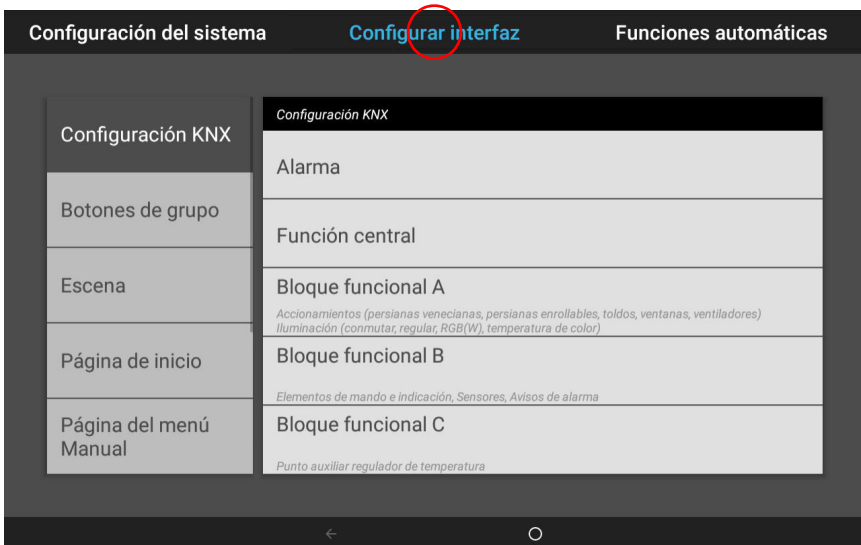 Configuración del sistema
Configurar interfaz
Funciones automáticas
Configuración KNX
Botones de grupo
Escena
Página de inicio
Página del menú
Manual
Configuración KNX
Alarma
Función central
Bloque funcional A
Accionamientos (persianas venecianas, persianas enrollables, toldos, ventanas, ventiladores)
Iluminación (conmutar, regular, RGB(W), temperatura de color)
Bloque funcional B
Elementos de mando e indicación, Sensores, Avisos de alarma
Bloque funcional C
Punto auxiliar regulador de temperatura